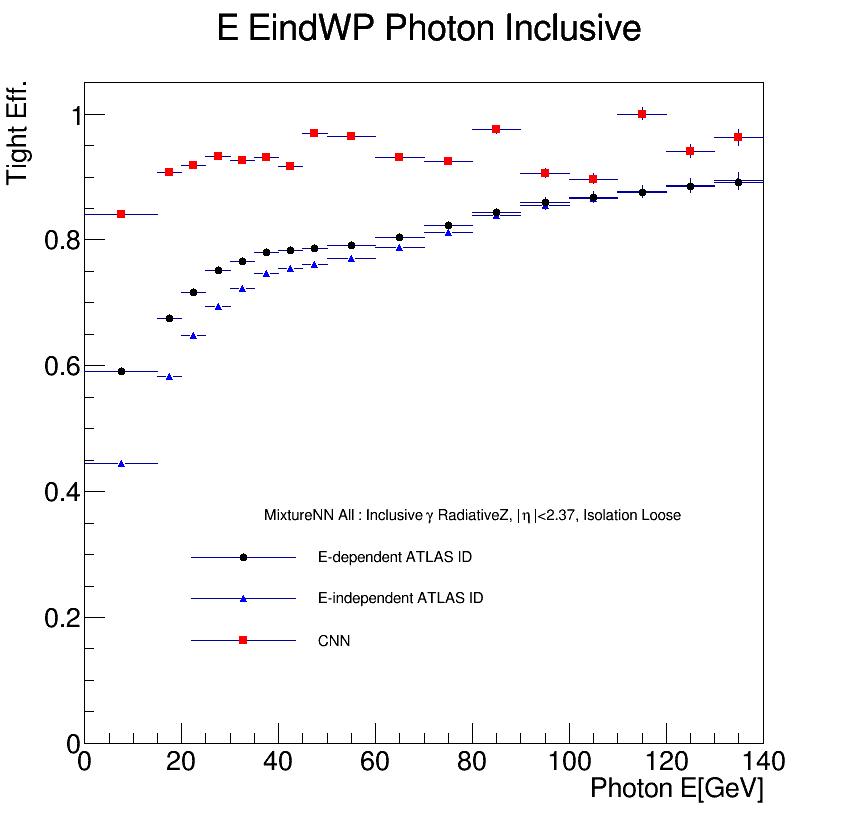 E EindWP Photon Inclusive
Tight Eff.
1
0.8
0.6
0.4
0.2
0
MixtureNN All : Inclusive γ RadiativeZ, |η|<2.37, Isolation Loose
E-dependent ATLAS ID
E-independent ATLAS ID
CNN
0 20 40 60 80 100 120 140
Photon E[GeV]